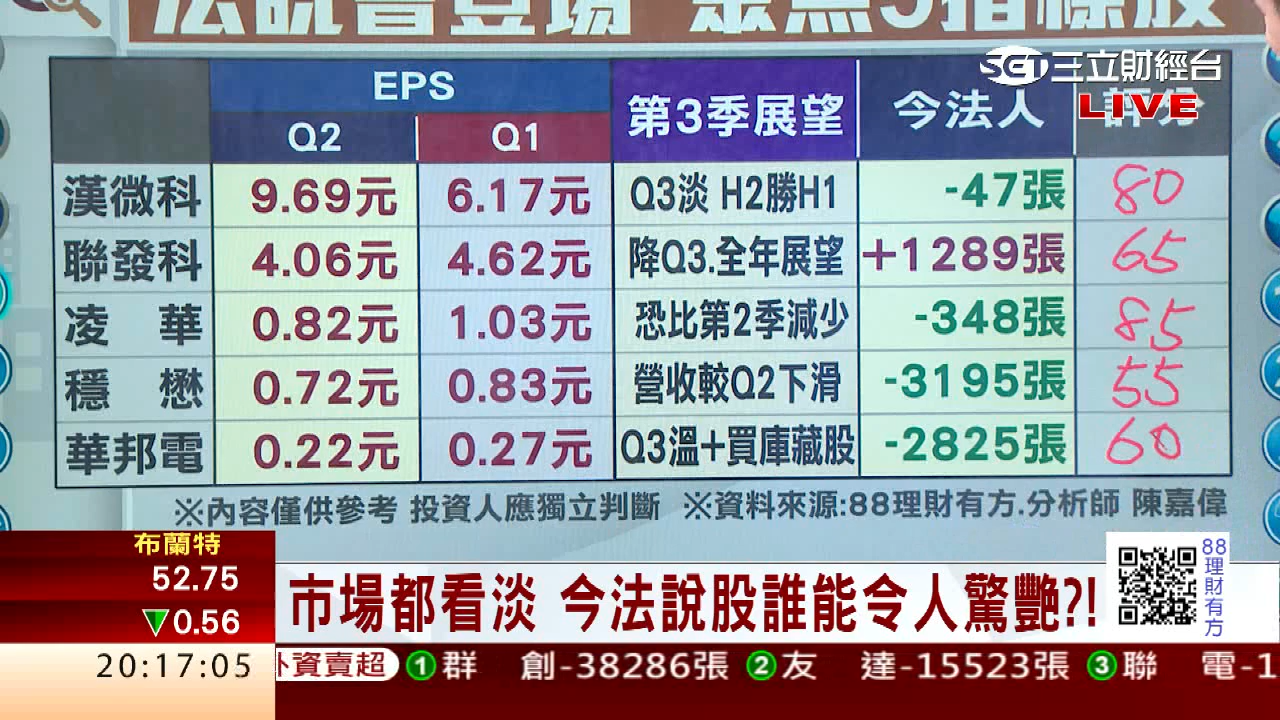 法說會登場 聚焦5指標股
SET 三立財經台
LIVE
EPS 第3季展望 今法人 評分
Q2 Q1
漢微科 9.69元 6.17元 Q3淡 H2勝H1 -47張 80
聯發科 4.06元 4.62元 降Q3.全年展望 +1289張 65
凌華 0.82元 1.03元 恐比第2季減少 -348張 85
穩懋 0.72元 0.83元 營收較Q2下滑 -3195張 55
華邦電 0.22元 0.27元 Q3溫+買庫藏股 -2825張 60
※內容僅供參考 投資人應獨立判斷 ※資料來源:88理財有方.分析師 陳嘉偉
布蘭特
52.75
▼0.56
市場都看淡 今法說股誰能令人驚艷?!
88理財有方
20:17:05
外資賣超 1群創-38286張 2友達-15523張 3聯電-1